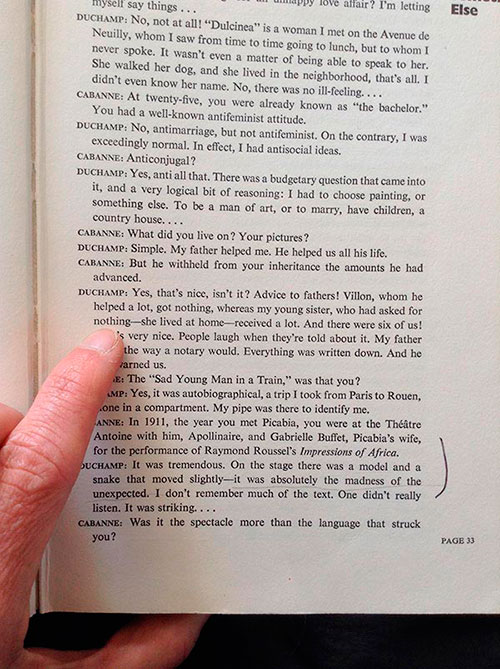 myself say things . . . unhappy love affair? I'm letting
Else
DUCHAMP: No, not at all! "Dulcinea" is a woman I met on the Avenue de
Neuilly, whom I saw from time to time going to lunch, but to whom I
never spoke. It wasn't even a matter of being able to speak to her.
She walked her dog, and she lived in the neighborhood, that's all. I
didn't even know her name. No, there was no ill-feeling. . . .
CABANNE: At twenty-five, you were already known as "the bachelor."
You had a well-known antifeminist attitude.
DUCHAMP: No, antimarriage, but not antifeminist. On the contrary, I was
exceedingly normal. In effect, I had antisocial ideas.
CABANNE: Anticonjugal?
DUCHAMP: Yes, anti all that. There was a budgetary question that came into
it, and a very logical bit of reasoning: I had to choose painting, or
something else. To be a man of art, or to marry, have children, a
country house. . . .
CABANNE: What did you live on? Your pictures?
DUCHAMP: Simple. My father helped me. He helped us all his life.
CABANNE: But he withheld from your inheritance the amounts he had
advanced.
DUCHAMP: Yes, that's nice, isn't it? Advice to fathers! Villon, whom he
helped a lot, got nothing, whereas my young sister, who had asked for
nothing—she lived at home—received a lot. And there were six of us!
very nice. People laugh when they're told about it. My father
the way a notary would. Everything was written down. And he
warned us.
The "Sad Young Man in a Train," was that you?
AMP: Yes, it was autobiographical, a trip I took from Paris to Rouen,
one in a compartment. My pipe was there to identify me.
ANNE: In 1911, the year you met Picabia, you were at the Théâtre
Antoine with him, Apollinaire, and Gabrielle Buffet, Picabia's wife,
for the performance of Raymond Roussel's Impressions of Africa.
DUCHAMP: It was tremendous. On the stage there was a model and a
snake that moved slightly—it was absolutely the madness of the
unexpected. I don't remember much of the text. One didn't really
listen. It was striking. . . .
CABANNE: Was it the spectacle more than the language that struck
you?
PAGE 33